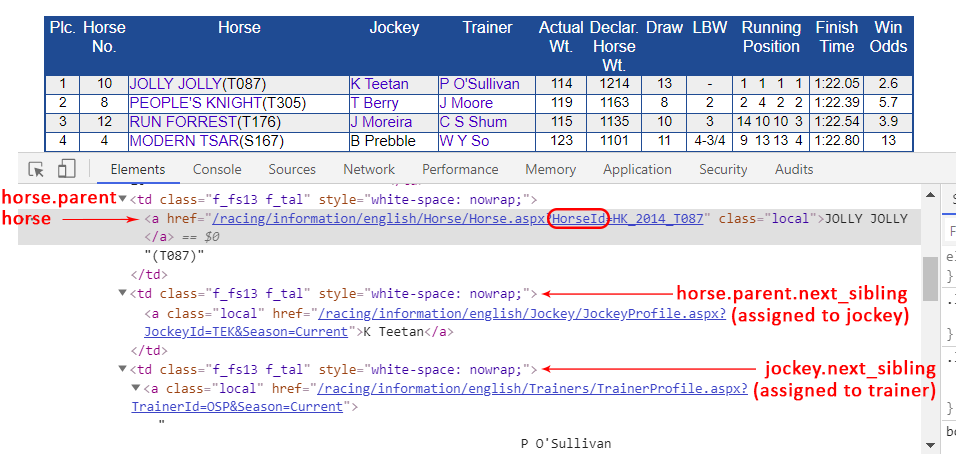 Plc. Horse No. Horse Jockey Trainer Actual Wt. Declar. Horse Wt. Draw LBW Running Position Finish Time Win Odds
1 10 JOLLY JOLLY(T087) K Teetan P O'Sullivan 114 1214 13 - 1 1 1 1 1:22.05 2.6
2 8 PEOPLE'S KNIGHT(T305) T Berry J Moore 119 1163 8 2 2 4 2 2 1:22.39 5.7
3 12 RUN FORREST(T176) J Moreira C S Shum 115 1135 10 3 14 10 10 3 1:22.54 3.9
4 4 MODERN TSAR(S167) B Prebble W Y So 123 1101 11 4-3/4 9 13 13 4 1:22.80 13
Elements Console Sources Network Performance Memory Application Security Audits
horse.parent <td class="f_fs13 f_tal" style="white-space: nowrap;">
horse <a href="/racing/information/english/Horse/Horse.aspx?HorseId=HK_2014_T087" class="local">JOLLY JOLLY
</a> == $0
"(T087)"
</td>
<td class="f_fs13 f_tal" style="white-space: nowrap;"> horse.parent.next_sibling
<a class="local" href="/racing/information/english/Jockey/JockeyProfile.aspx? (assigned to jockey)
JockeyId=TEK&Season=Current">K Teetan</a>
</td>
<td class="f_fs13 f_tal" style="white-space: nowrap;"> jockey.next_sibling
<a class="local" href="/racing/information/english/Trainers/TrainerProfile.aspx? (assigned to trainer)
TrainerId=OSP&Season=Current">
"
P O'Sullivan